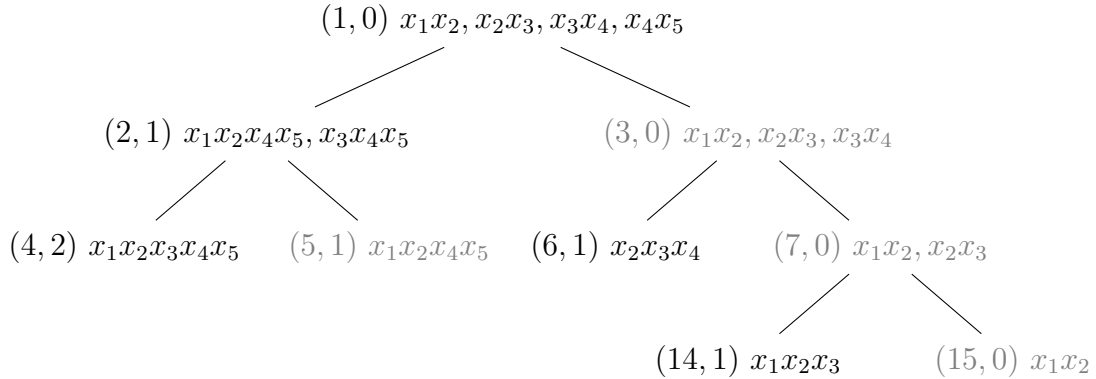 (1, 0) x₁x₂, x₂x₃, x₃x₄, x₄x₅
(2, 1) x₁x₂x₄x₅, x₃x₄x₅
(3, 0) x₁x₂, x₂x₃, x₃x₄
(4, 2) x₁x₂x₃x₄x₅
(5, 1) x₁x₂x₄x₅
(6, 1) x₂x₃x₄
(7, 0) x₁x₂, x₂x₃
(14, 1) x₁x₂x₃
(15, 0) x₁x₂